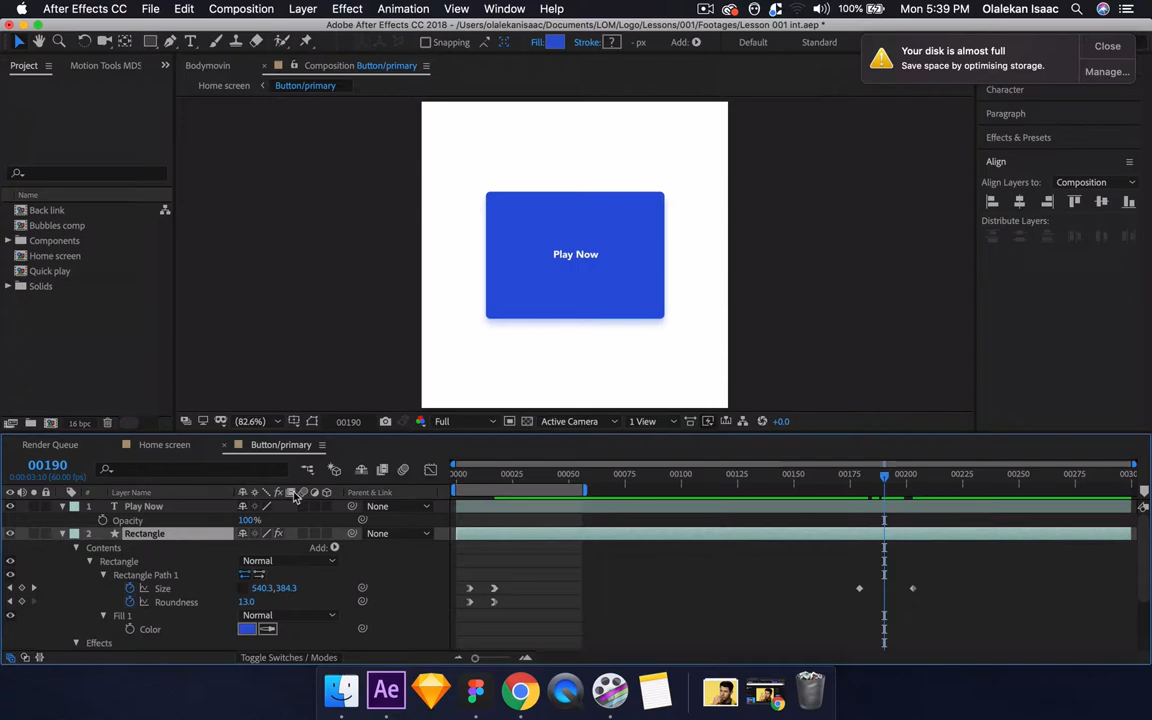 After Effects CC File Edit Composition Layer Effect Animation View Window Help 100% Mon 5:39 PM Olalekan Isaac
Adobe After Effects CC 2018 - /Users/olalekanisaac/Documents/LOM/Logo/Lessons/001/Footages/Lesson 001 int.aep *
Snapping Fill: Stroke: ? - px Add: Default Standard
Your disk is almost full
Save space by optimising storage.
Close
Manage...
Project Motion Tools MDS Bodymovin Composition Button/primary
Home screen Button/primary
Character
Paragraph
Effects & Presets
Align
Align Layers to: Composition
Distribute Layers:
Name
Back link
Bubbles comp
Components
Home screen
Quick play
Solids
Play Now
16 bpc (82.6%) 00190 Full Active Camera 1 View +0.0
Render Queue Home screen Button/primary
00190
0:00:03:10 (60.00 fps)
0000 00025 00050 00125 00150 00175 00200 00225 00250 00275 0030
# Layer Name fx Parent & Link
1 T Play Now None
Opacity 100%
2 Rectangle fx None
Contents Add:
Rectangle Normal
Rectangle Path 1
Size 540.3,384.3
Roundness 13.0
Fill 1 Normal
Color
Effects
Toggle Switches / Modes
Ae